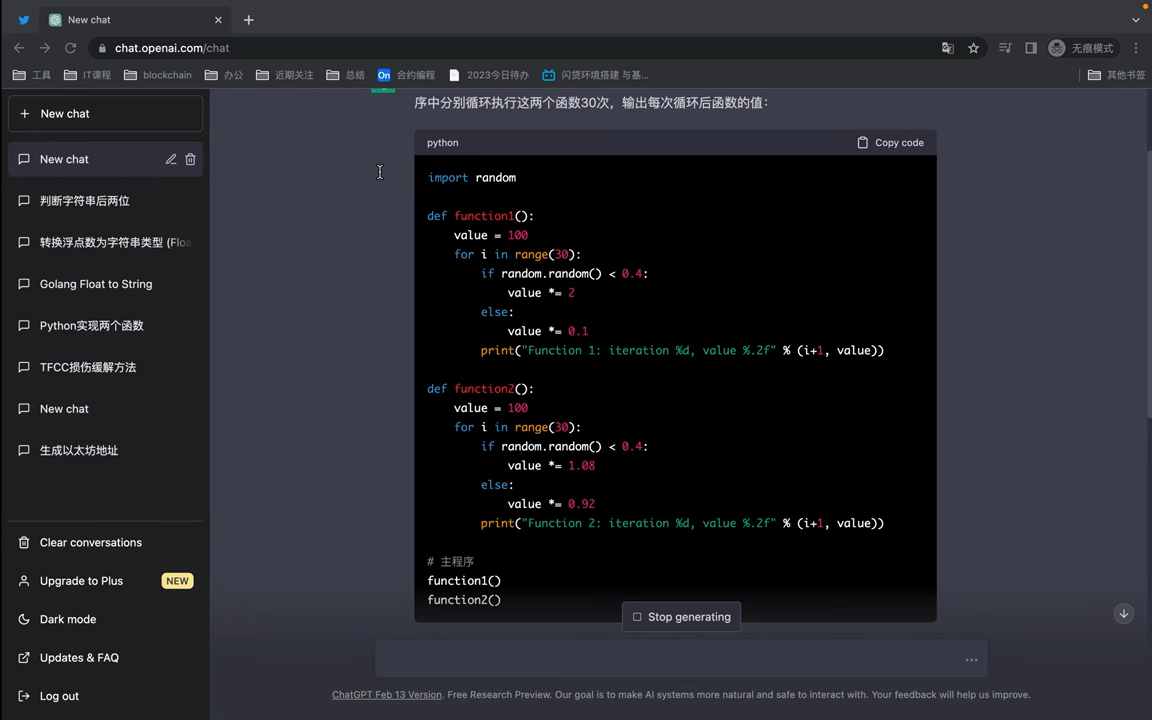 New chat
chat.openai.com/chat
无痕模式
工具
IT课程
blockchain
办公
近期关注
总结
On 合约编程
2023今日待办
闪贷环境搭建 与基...
其他书签
New chat
New chat
判断字符串后两位
转换浮点数为字符串类型 (Floa
Golang Float to String
Python实现两个函数
TFCC损伤缓解方法
New chat
生成以太坊地址
Clear conversations
Upgrade to Plus NEW
Dark mode
Updates & FAQ
Log out
序中分别循环执行这两个函数30次，输出每次循环后函数的值：
python Copy code
import random
def function1():
value = 100
for i in range(30):
if random.random() < 0.4:
value *= 2
else:
value *= 0.1
print("Function 1: iteration %d, value %.2f" % (i+1, value))
def function2():
value = 100
for i in range(30):
if random.random() < 0.4:
value *= 1.08
else:
value *= 0.92
print("Function 2: iteration %d, value %.2f" % (i+1, value))
# 主程序
function1()
function2()
Stop generating
ChatGPT Feb 13 Version. Free Research Preview. Our goal is to make AI systems more natural and safe to interact with. Your feedback will help us improve.